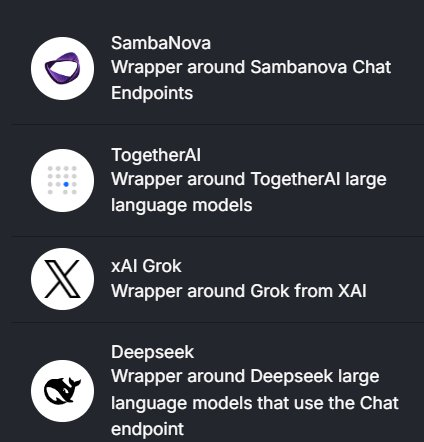 SambaNova
Wrapper around Sambanova Chat
Endpoints
TogetherAI
Wrapper around TogetherAI large
language models
xAI Grok
Wrapper around Grok from XAI
Deepseek
Wrapper around Deepseek large
language models that use the Chat
endpoint